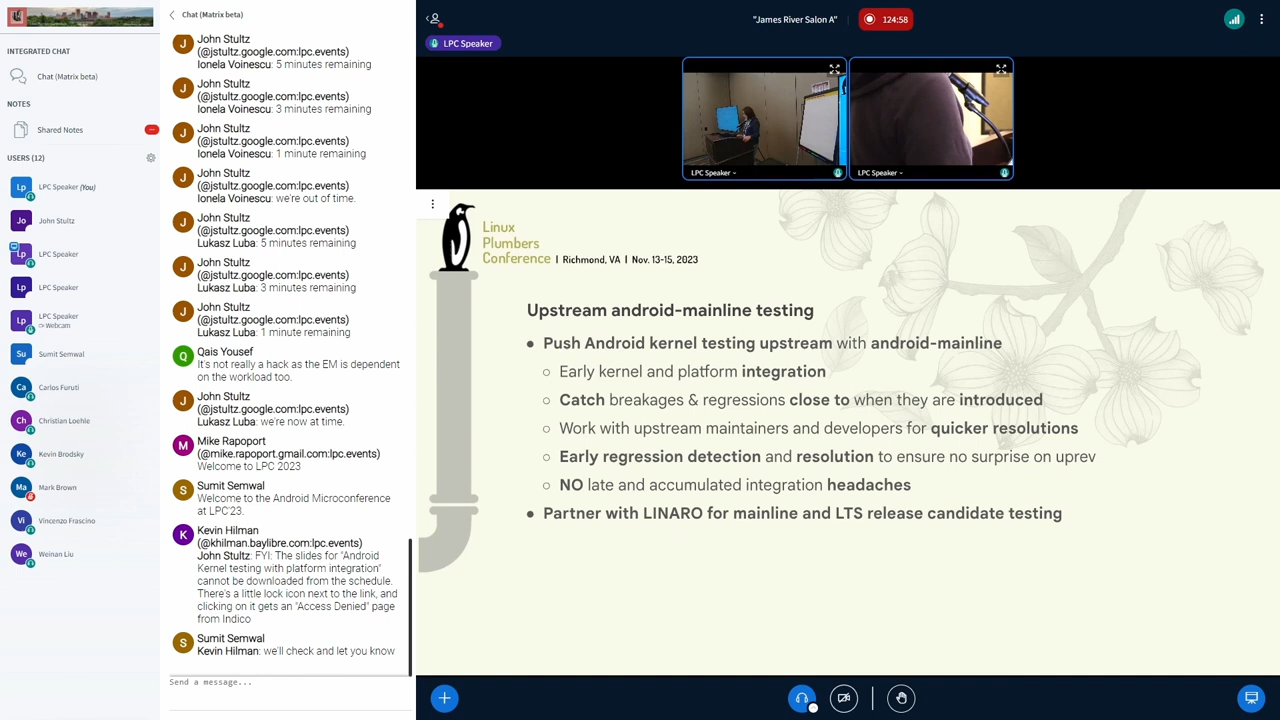 INTEGRATED CHAT
Chat (Matrix beta)
NOTES
Shared Notes
USERS (12)
Lp LPC Speaker (You)
Jo John Stultz
Lp LPC Speaker
Lp LPC Speaker
Lp LPC Speaker
Webcam
Su Sumit Semwal
Ca Carlos Furuti
Ch Christian Loehle
Ke Kevin Brodsky
Ma Mark Brown
Vi Vincenzo Frascino
We Weinan Liu
Chat (Matrix beta)
J John Stultz
(@jstultz.google.com:lpc.events)
Ionela Voinescu: 5 minutes remaining
J John Stultz
(@jstultz.google.com:lpc.events)
Ionela Voinescu: 3 minutes remaining
J John Stultz
(@jstultz.google.com:lpc.events)
Ionela Voinescu: 1 minute remaining
J John Stultz
(@jstultz.google.com:lpc.events)
Ionela Voinescu: we're out of time.
J John Stultz
(@jstultz.google.com:lpc.events)
Lukasz Luba: 5 minutes remaining
J John Stultz
(@jstultz.google.com:lpc.events)
Lukasz Luba: 3 minutes remaining
J John Stultz
(@jstultz.google.com:lpc.events)
Lukasz Luba: 1 minute remaining
Q Qais Yousef
It's not really a hack as the EM is dependent
on the workload too.
J John Stultz
(@jstultz.google.com:lpc.events)
Lukasz Luba: we're now at time.
M Mike Rapoport
(@mike.rapoport.gmail.com:lpc.events)
Welcome to LPC 2023
S Sumit Semwal
Welcome to the Android Microconference
at LPC'23.
K Kevin Hilman
(@khilman.baylibre.com:lpc.events)
John Stultz: FYI: The slides for "Android
Kernel testing with platform integration"
cannot be downloaded from the schedule.
There's a little lock icon next to the link, and
clicking on it gets an "Access Denied" page
from Indico
S Sumit Semwal
Kevin Hilman: we'll check and let you know
Send a message...
"James River Salon A"
124:58
LPC Speaker
LPC Speaker
LPC Speaker
Linux
Plumbers
Conference | Richmond, VA | Nov. 13-15, 2023
Upstream android-mainline testing
● Push Android kernel testing upstream with android-mainline
○ Early kernel and platform integration
○ Catch breakages & regressions close to when they are introduced
○ Work with upstream maintainers and developers for quicker resolutions
○ Early regression detection and resolution to ensure no surprise on uprev
○ NO late and accumulated integration headaches
● Partner with LINARO for mainline and LTS release candidate testing